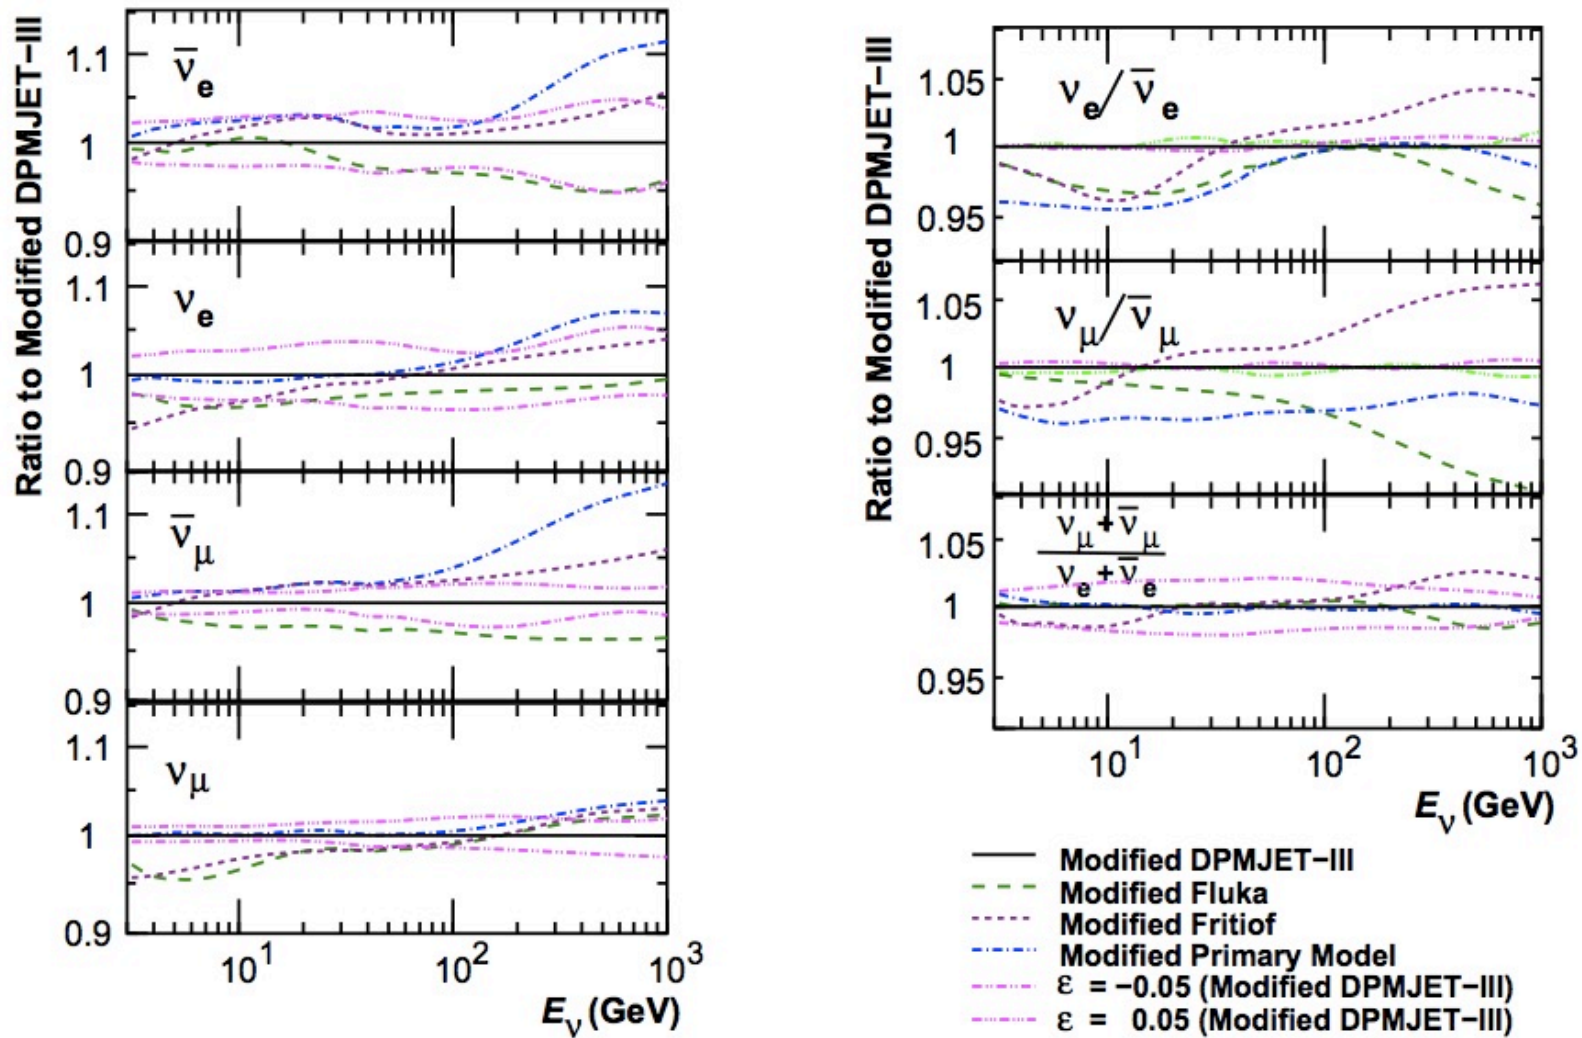 Ratio to Modified DPMJET−III
1.1
1
0.9
ν̅e
1.1
1
0.9
νe
1.1
1
0.9
ν̅μ
1.1
1
0.9
νμ
10¹ 10² 10³
Eν (GeV)
Ratio to Modified DPMJET−III
1.05
1
0.95
νe/ν̅e
1.05
1
0.95
νμ/ν̅μ
1.05
1
0.95
νμ+ν̅μ
νe+ν̅e
10¹ 10² 10³
Eν (GeV)
Modified DPMJET−III
Modified Fluka
Modified Fritiof
Modified Primary Model
ε = −0.05 (Modified DPMJET−III)
ε = 0.05 (Modified DPMJET−III)